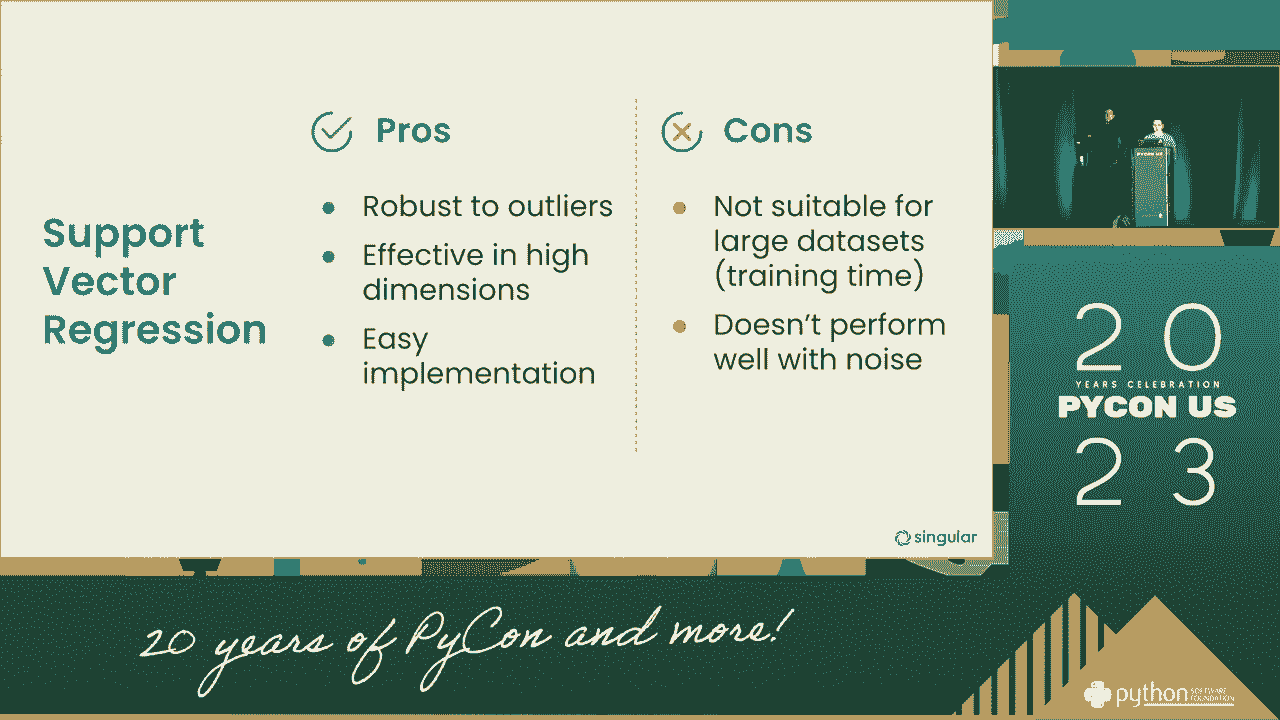 Support
Vector
Regression
Pros
Robust to outliers
Effective in high
dimensions
Easy
implementation
Cons
Not suitable for
large datasets
(training time)
Doesn't perform
well with noise
singular
PYCON US
20
YEARS CELEBRATION
PYCON US
23
20 years of PyCon and more!
python
SOFTWARE
FOUNDATION